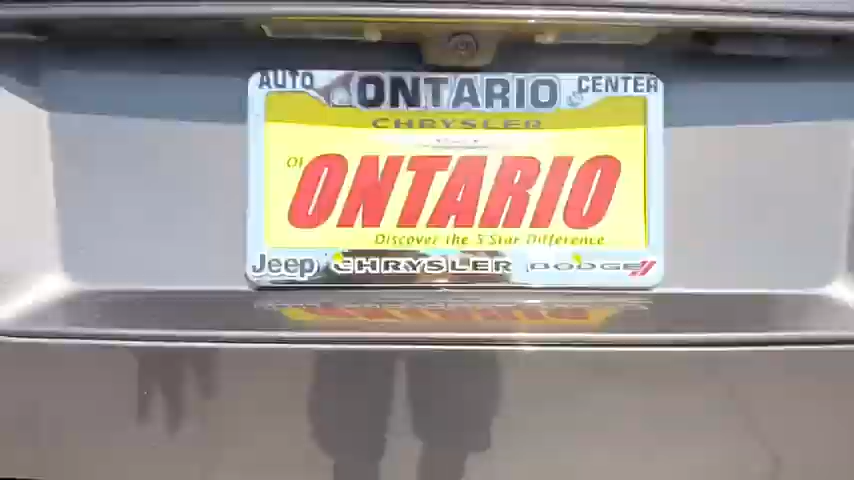 AUTO ONTARIO CENTER
CHRYSLER
ONTARIO
Discover the 5 Star Difference
Jeep CHRYSLER DODGE